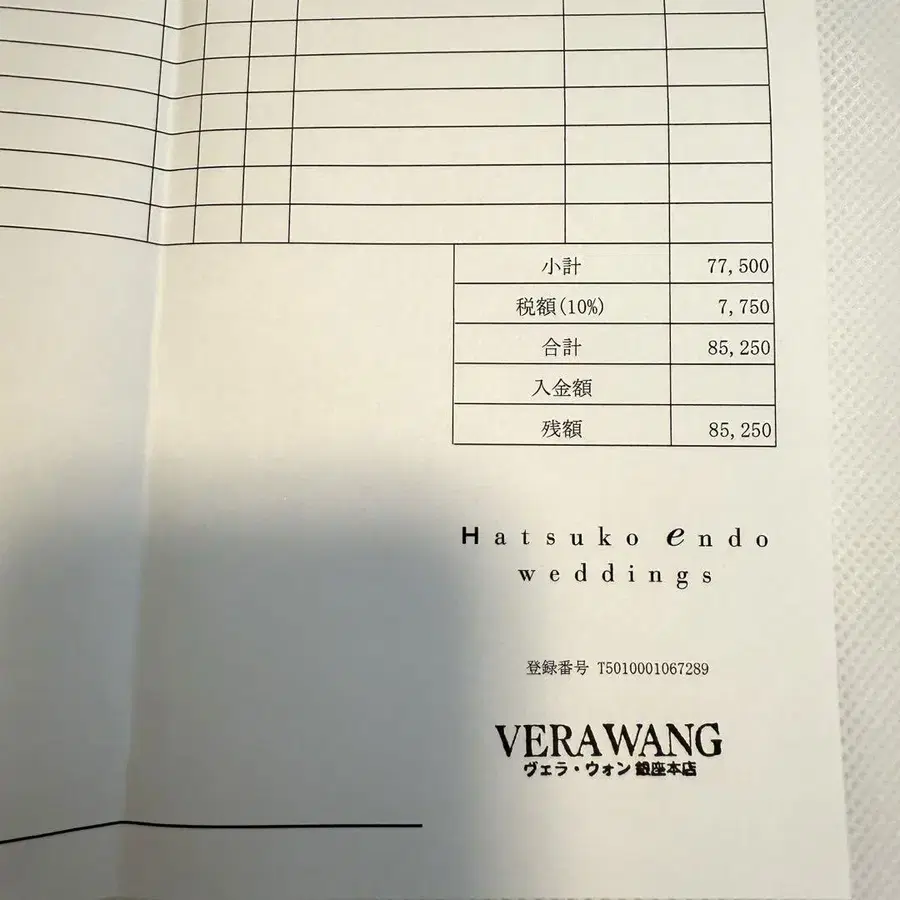 小計 77,500
税額(10%) 7,750
合計 85,250
入金額
残額 85,250
Hatsuko endo
weddings
登録番号 T5010001067289
VERA WANG
ヴェラ・ウォン 銀座本店